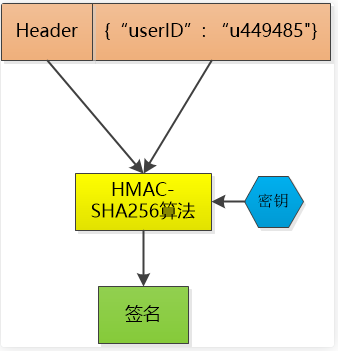 Header
{“userID”: “u449485"}
HMAC-
SHA256算法
密钥
签名